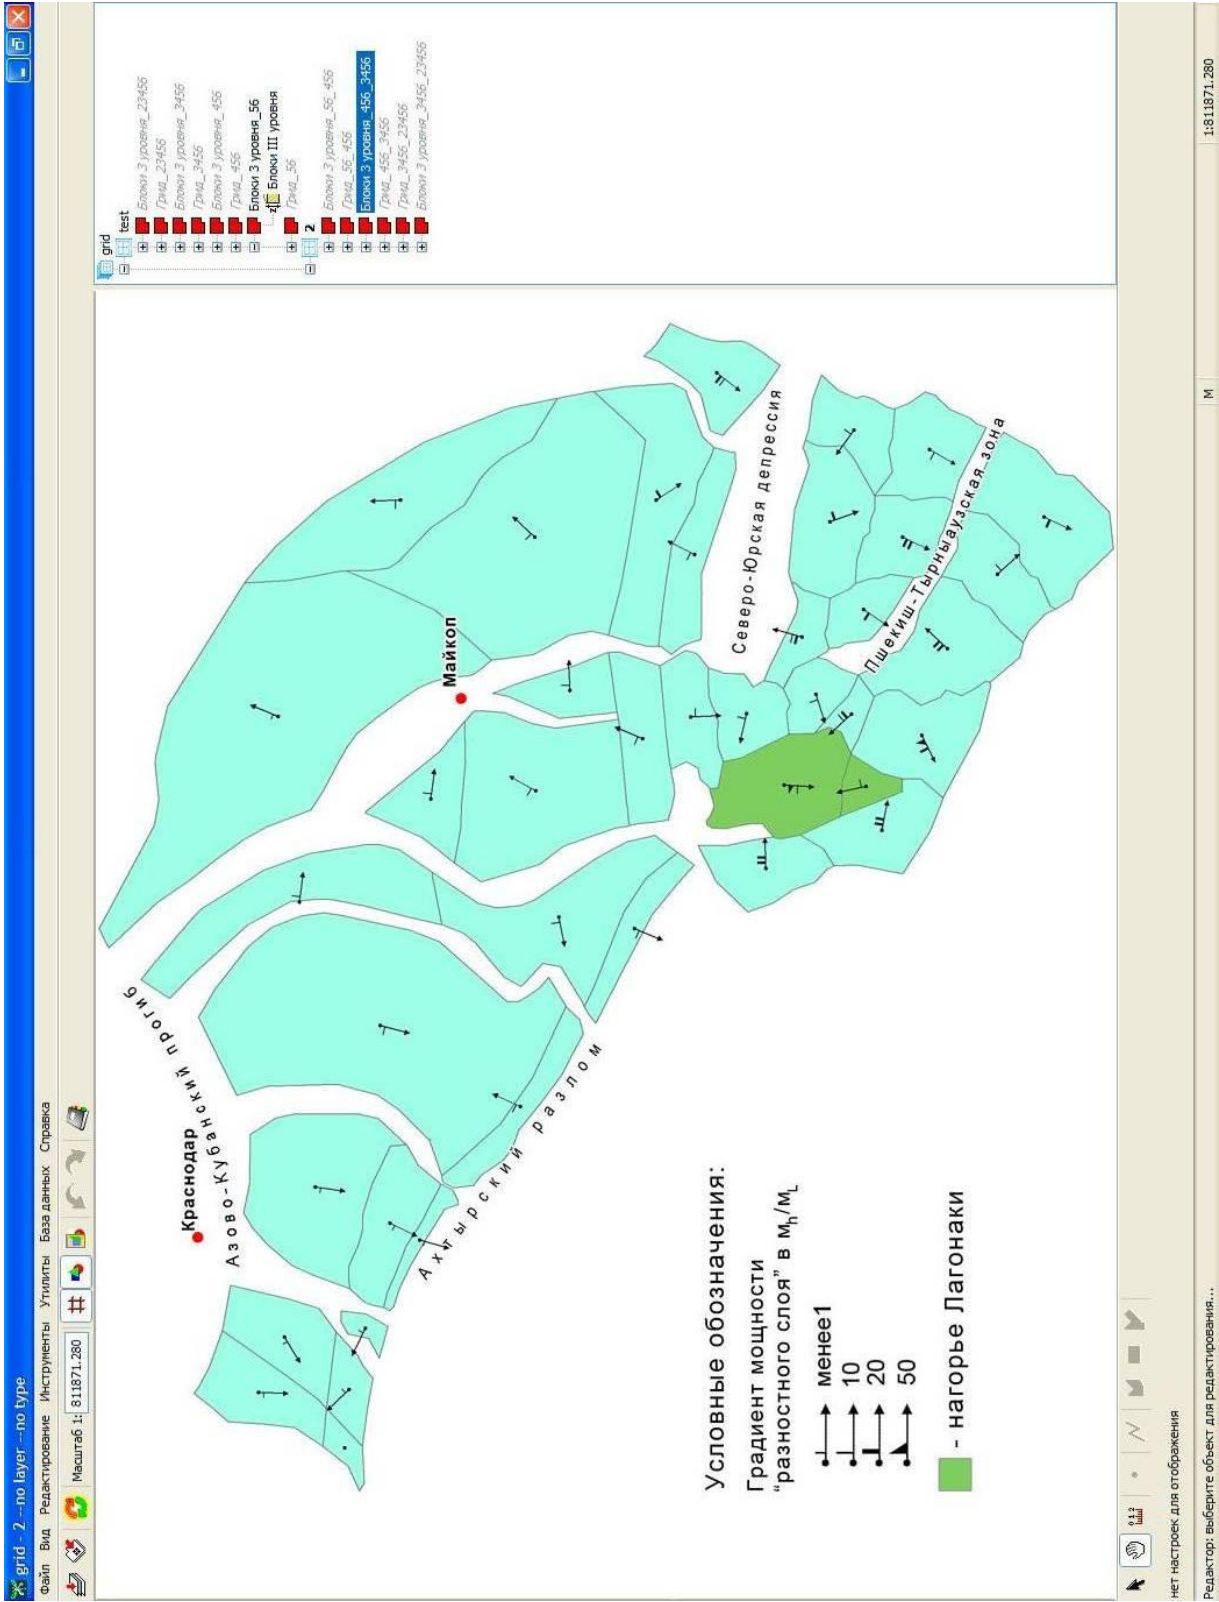 grid - 2 --no layer --no type
Файл Вид Редактирование Инструменты Утилиты База данных Справка
Масштаб 1: 811871.280
grid
test
Блоки 3 уровня_23456
Грид_23456
Блоки 3 уровня_3456
Грид_3456
Блоки 3 уровня_456
Грид_456
Блоки 3 уровня_56
Блоки III уровня
Грид_56
2
Блоки 3 уровня_56_456
Грид_56_456
Блоки 3 уровня_456_3456
Грид_456_3456
Грид_3456_23456
Блоки 3 уровня_3456_23456
Краснодар
Азово-Кубанский прогиб
Майкоп
Ахтырский разлом
Северо-Юрская депрессия
Пшекиш-Тырныаузская зона
Условные обозначения:
Градиент мощности
“разностного слоя” в мh/мL
менее1
10
20
50
- нагорье Лагонаки
нет настроек для отображения
Редактор: выберите объект для редактирования...
М
1:811871.280